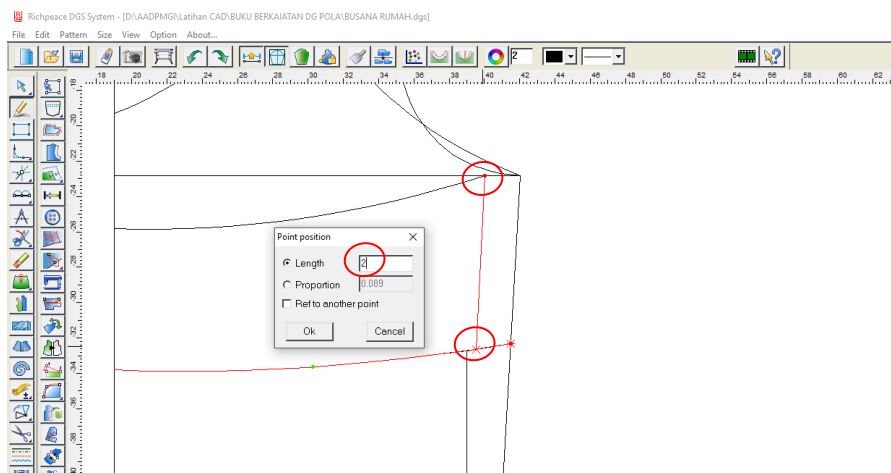 Richpeace DGS System - [D:\AADPMGI\Latihan CAD\BUKU BERKAIATAN DG POLA\BUSANA RUMAH.dgs]
File Edit Pattern Size View Option About...
2
18 20 22 24 26 28 30 32 34 36 38 40 42 44 46 48 50 52 54 56 58 60 62
-18
-20
-22
-24
-26
-28
-30
-32
-34
-36
-38
Point position
Length 2
Proportion 0.089
Ref to another point
Ok Cancel